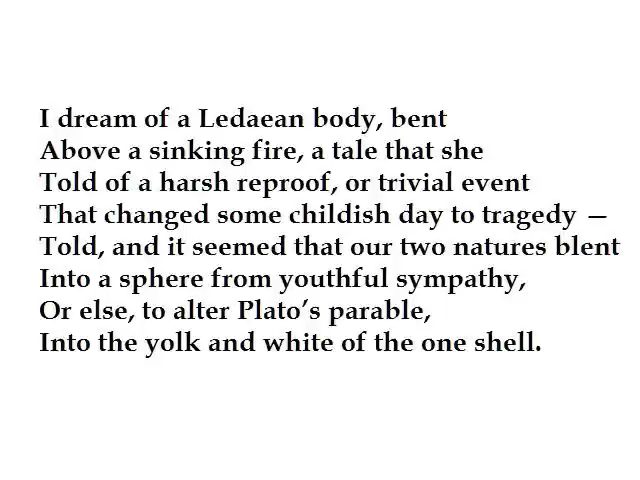 I dream of a Ledaean body, bent
Above a sinking fire, a tale that she
Told of a harsh reproof, or trivial event
That changed some childish day to tragedy —
Told, and it seemed that our two natures blent
Into a sphere from youthful sympathy,
Or else, to alter Plato’s parable,
Into the yolk and white of the one shell.